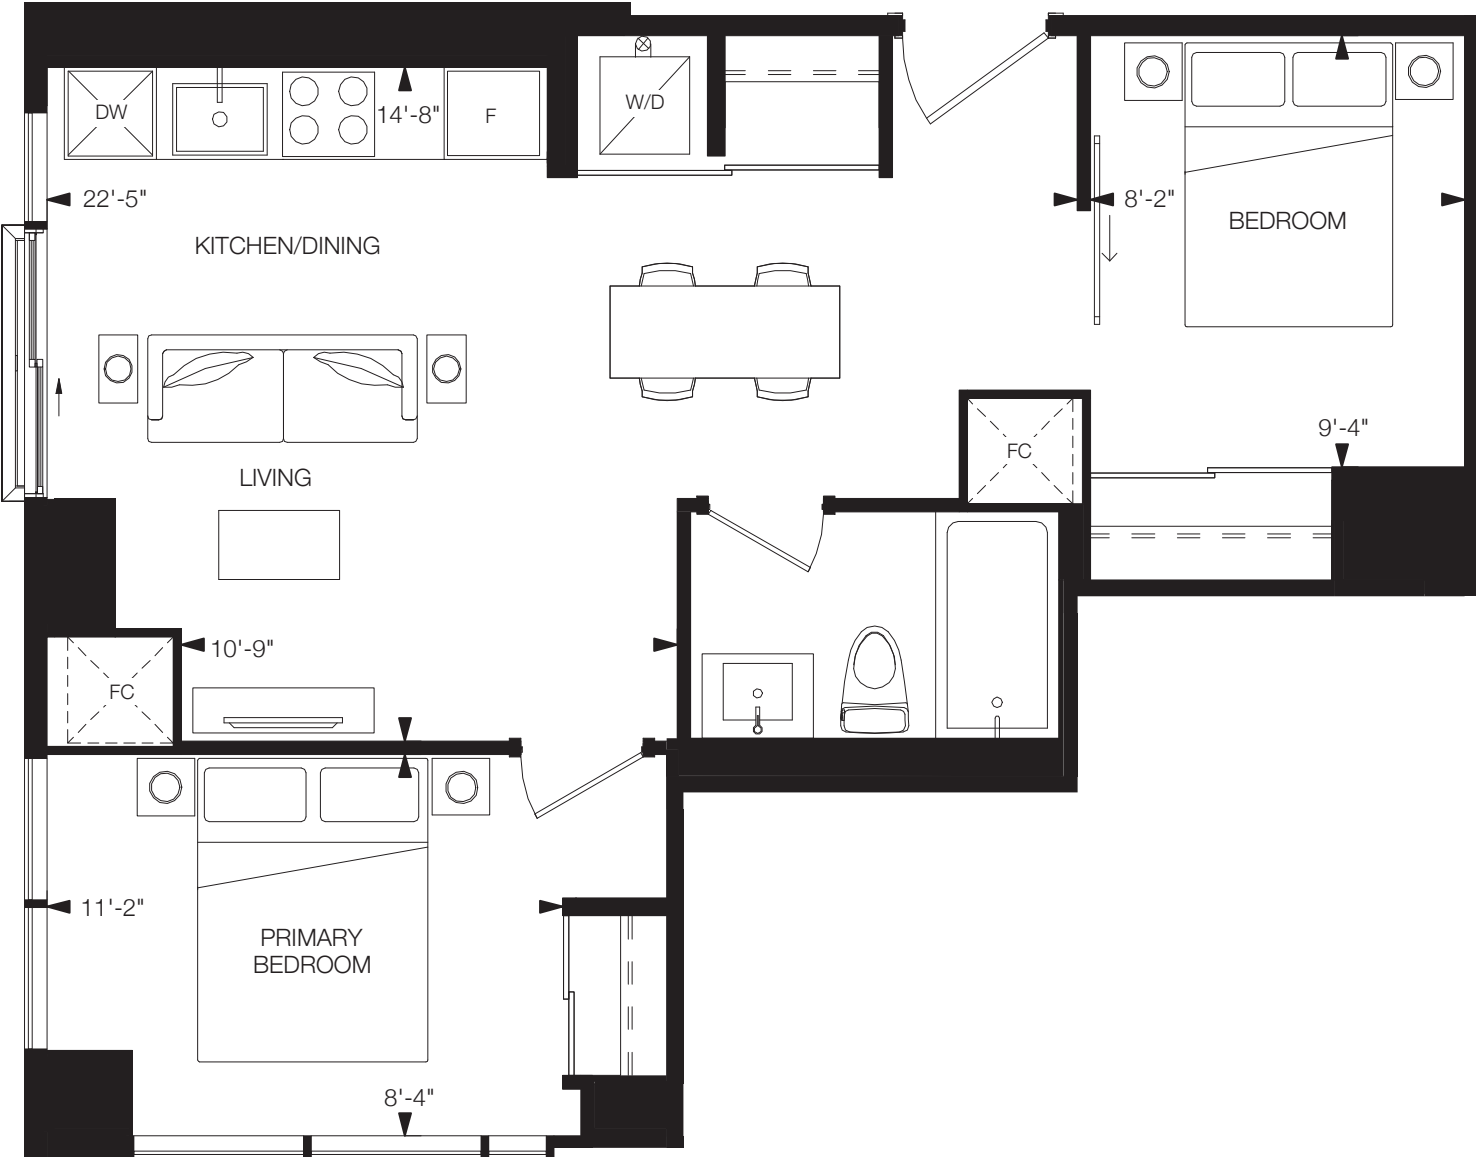 DW
14'-8"
F
W/D
22'-5"
8'-2"
BEDROOM
KITCHEN/DINING
9'-4"
FC
LIVING
10'-9"
FC
11'-2"
PRIMARY
BEDROOM
8'-4"